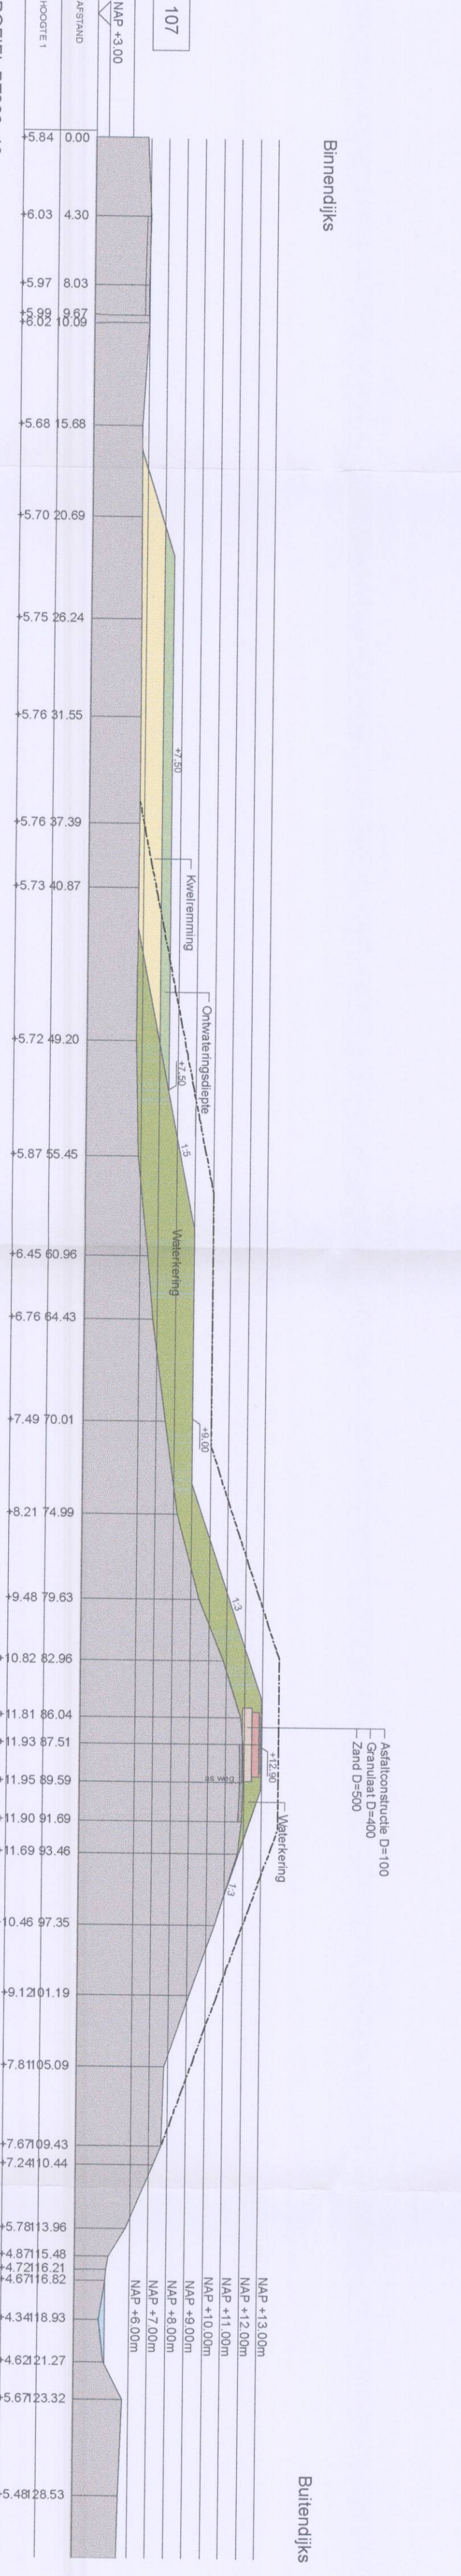 107
Binnendijks
Buitendijks
Asfaltconstructie D=100
Granulaat D=400
Zand D=500
+12.90
Waterkering
as weg
1:3
1:3
+9.00
Waterkering
1:5
+7.50
Ontwateringsdiepte
Kwelremming
+7.50
NAP +13.00m
NAP +12.00m
NAP +11.00m
NAP +10.00m
NAP +9.00m
NAP +8.00m
NAP +7.00m
NAP +6.00m
NAP +3.00
AFSTAND
0.00 4.30 8.03 9.67 10.09 15.68 20.69 26.24 31.55 37.39 40.87 49.20 55.45 60.96 64.43 70.01 74.99 79.63 82.96 86.04 87.51 89.59 91.69 93.46 97.35 101.19 105.09 109.43 110.44 113.96 115.48 116.21 116.82 118.93 121.27 123.32 128.53
HOOGTE 1
+5.84 +6.03 +5.97 +5.99 +6.02 +5.68 +5.70 +5.75 +5.76 +5.76 +5.73 +5.72 +5.87 +6.45 +6.76 +7.49 +8.21 +9.48 +10.82 +11.81 +11.93 +11.95 +11.90 +11.69 +10.46 +9.12 +7.81 +7.67 +7.24 +5.78 +4.87 +4.72 +4.67 +4.34 +4.62 +5.67 +5.48